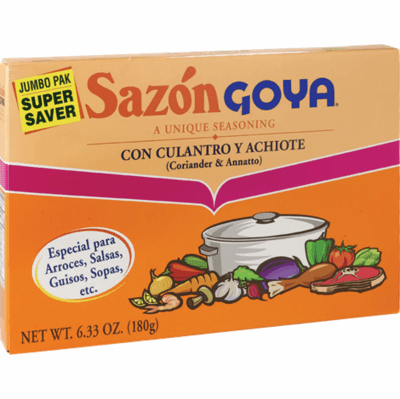 JUMBO PAK
SUPER
SAVER
Sazón GOYA®
A UNIQUE SEASONING
CON CULANTRO Y ACHIOTE
(Coriander & Annatto)
Especial para
Arroces, Salsas,
Guisos, Sopas,
etc.
NET WT. 6.33 OZ. (180g)